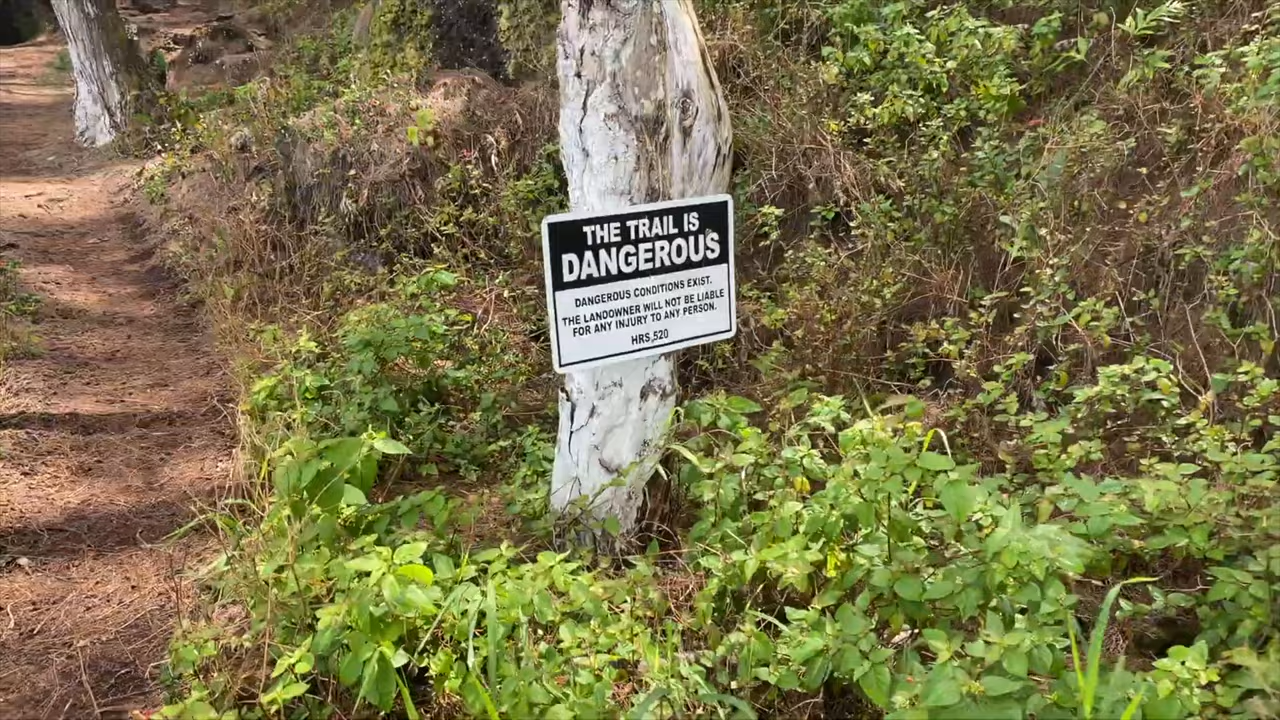 THE TRAIL IS
DANGEROUS
DANGEROUS CONDITIONS EXIST.
THE LANDOWNER WILL NOT BE LIABLE
FOR ANY INJURY TO ANY PERSON.
HRS,520